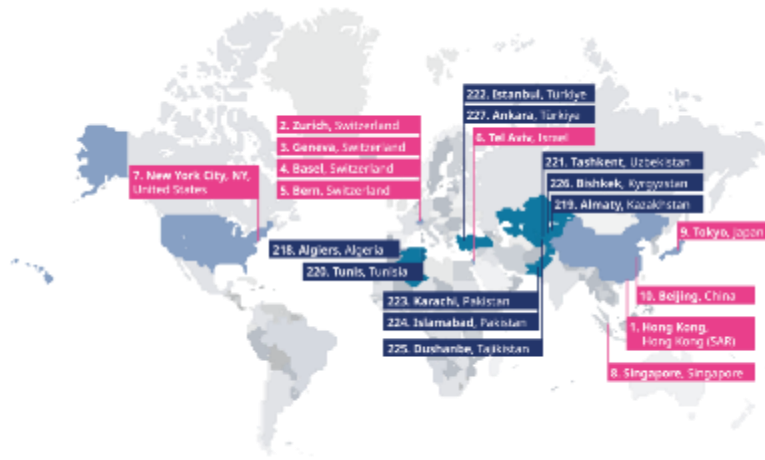 222. Istanbul, Türkiye
227. Ankara, Türkiye
6. Tel Aviv, Israel
2. Zurich, Switzerland
3. Geneva, Switzerland
4. Basel, Switzerland
5. Bern, Switzerland
7. New York City, NY,
United States
221. Tashkent, Uzbekistan
226. Bishkek, Kyrgyzstan
219. Almaty, Kazakhstan
9. Tokyo, Japan
218. Algiers, Algeria
220. Tunis, Tunisia
223. Karachi, Pakistan
224. Islamabad, Pakistan
225. Dushanbe, Tajikistan
10. Beijing, China
1. Hong Kong,
Hong Kong (SAR)
8. Singapore, Singapore